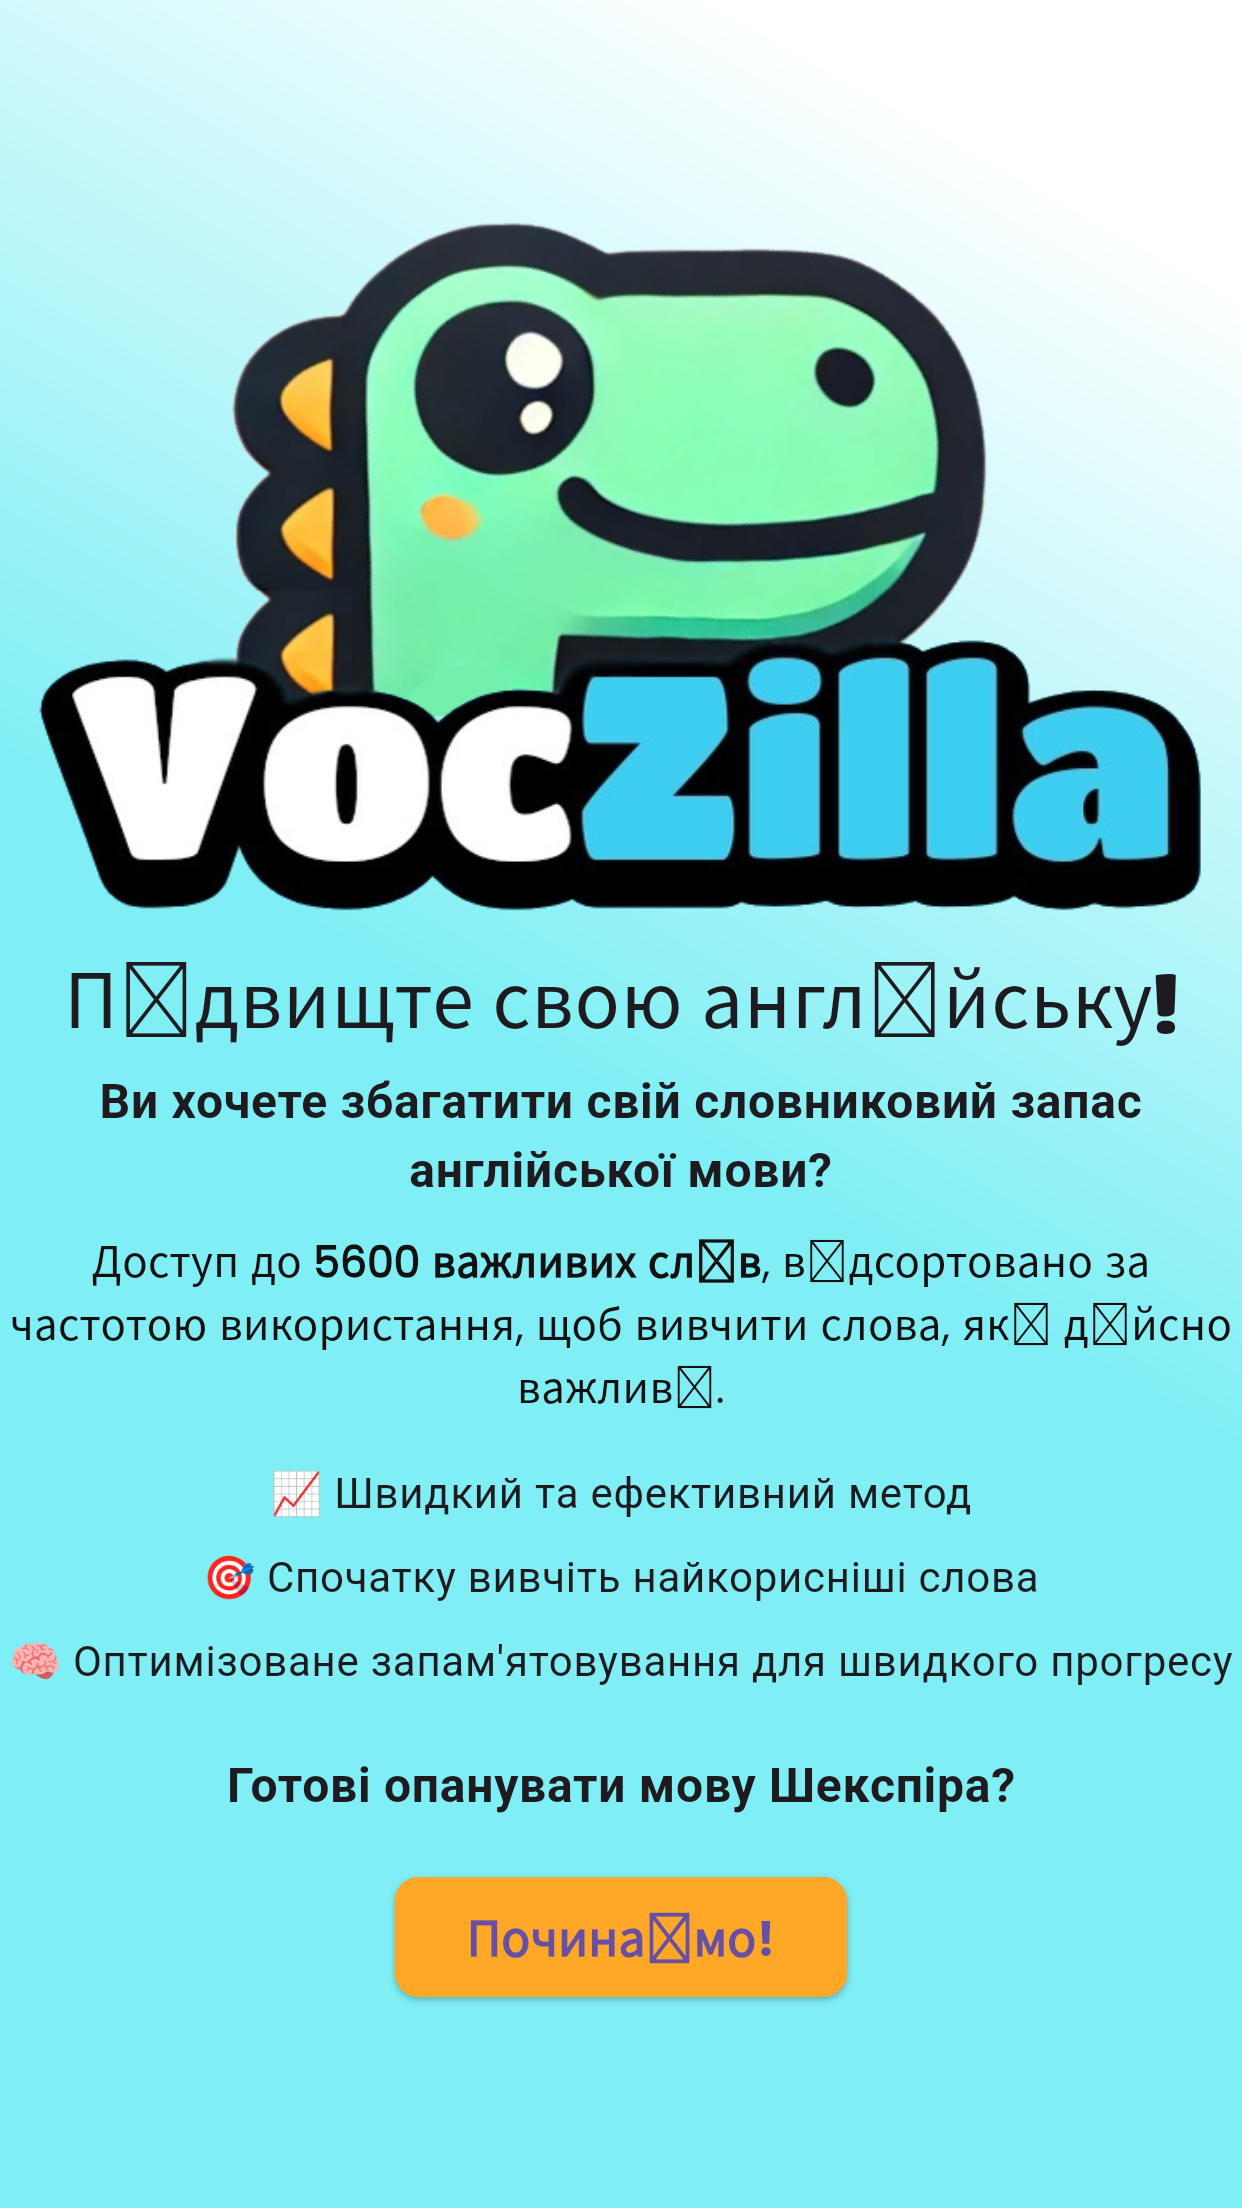 VocZilla
П☒двищте свою англ☒йську!
Ви хочете збагатити свій словниковий запас
англійської мови?
Доступ до 5600 важливих сл☒в, в☒дсортовано за
частотою використання, щоб вивчити слова, як☒ д☒йсно
важлив☒.
📈 Швидкий та ефективний метод
🎯 Спочатку вивчіть найкорисніші слова
🧠 Оптимізоване запам'ятовування для швидкого прогресу
Готові опанувати мову Шекспіра?
Почина☒мо!